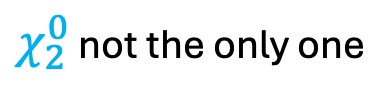 χ₂⁰ not the only one